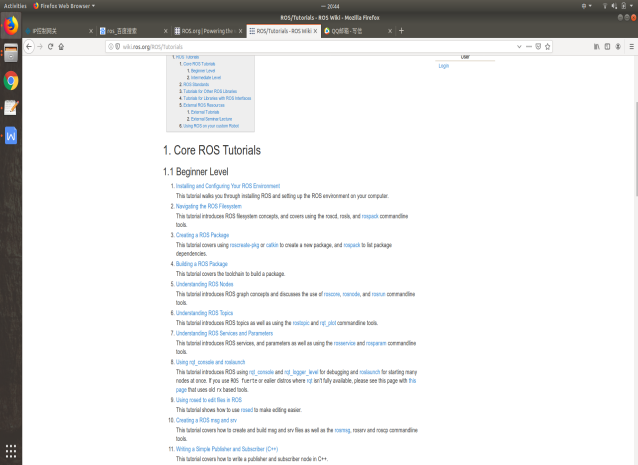 Activities Firefox Web Browser 20:44
ROS/Tutorials - ROS Wiki - Mozilla Firefox
ros_百度搜索 ROS.org | Powering the ROS/Tutorials - ROS Wiki QQ邮箱 - 写信
wiki.ros.org/ROS/Tutorials
1. ROS Tutorials
1. Core ROS Tutorials
1. Beginner Level
2. Intermediate Level
2. ROS Standards
3. Tutorials for Other ROS Libraries
4. Tutorials for Libraries with ROS Interfaces
5. External ROS Resources
1. External Tutorials
2. External Seminar/Lecture
6. Using ROS on your custom Robot
User
Login
1. Core ROS Tutorials
1.1 Beginner Level
1. Installing and Configuring Your ROS Environment
This tutorial walks you through installing ROS and setting up the ROS environment on your computer.
2. Navigating the ROS Filesystem
This tutorial introduces ROS filesystem concepts, and covers using the roscd, rosls, and rospack commandline
tools.
3. Creating a ROS Package
This tutorial covers using roscreate-pkg or catkin to create a new package, and rospack to list package
dependencies.
4. Building a ROS Package
This tutorial covers the toolchain to build a package.
5. Understanding ROS Nodes
This tutorial introduces ROS graph concepts and discusses the use of roscore, rosnode, and rosrun commandline
tools.
6. Understanding ROS Topics
This tutorial introduces ROS topics as well as using the rostopic and rqt_plot commandline tools.
7. Understanding ROS Services and Parameters
This tutorial introduces ROS services, and parameters as well as using the rosservice and rosparam commandline
tools.
8. Using rqt_console and roslaunch
This tutorial introduces ROS using rqt_console and rqt_logger_level for debugging and roslaunch for starting many
nodes at once. If you use ROS fuerte or ealier distros where rqt isn't fully available, please see this page with this
page that uses old rx based tools.
9. Using rosed to edit files in ROS
This tutorial shows how to use rosed to make editing easier.
10. Creating a ROS msg and srv
This tutorial covers how to create and build msg and srv files as well as the rosmsg, rossrv and roscp commandline
tools.
11. Writing a Simple Publisher and Subscriber (C++)
This tutorial covers how to write a publisher and subscriber node in C++.